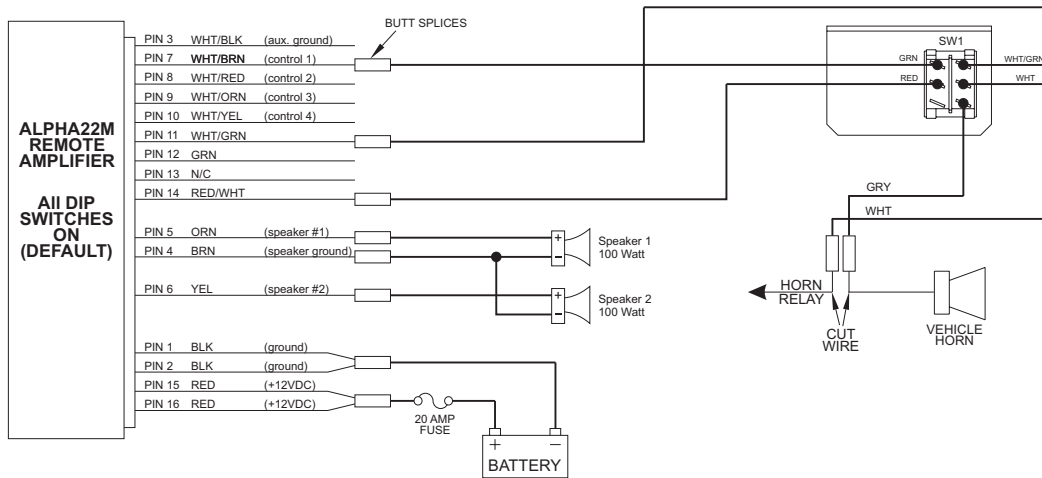 ALPHA22M
REMOTE
AMPLIFIER
All DIP
SWITCHES
ON
(DEFAULT)
PIN 3 WHT/BLK (aux. ground)
PIN 7 WHT/BRN (control 1)
PIN 8 WHT/RED (control 2)
PIN 9 WHT/ORN (control 3)
PIN 10 WHT/YEL (control 4)
PIN 11 WHT/GRN
PIN 12 GRN
PIN 13 N/C
PIN 14 RED/WHT
PIN 5 ORN (speaker #1)
PIN 4 BRN (speaker ground)
PIN 6 YEL (speaker #2)
PIN 1 BLK (ground)
PIN 2 BLK (ground)
PIN 15 RED (+12VDC)
PIN 16 RED (+12VDC)
BUTT SPLICES
+
–
Speaker 1
100 Watt
+
–
Speaker 2
100 Watt
20 AMP
FUSE
+ –
BATTERY
SW1
GRN
WHT/GRN
RED
WHT
GRY
WHT
HORN
RELAY
CUT
WIRE
VEHICLE
HORN